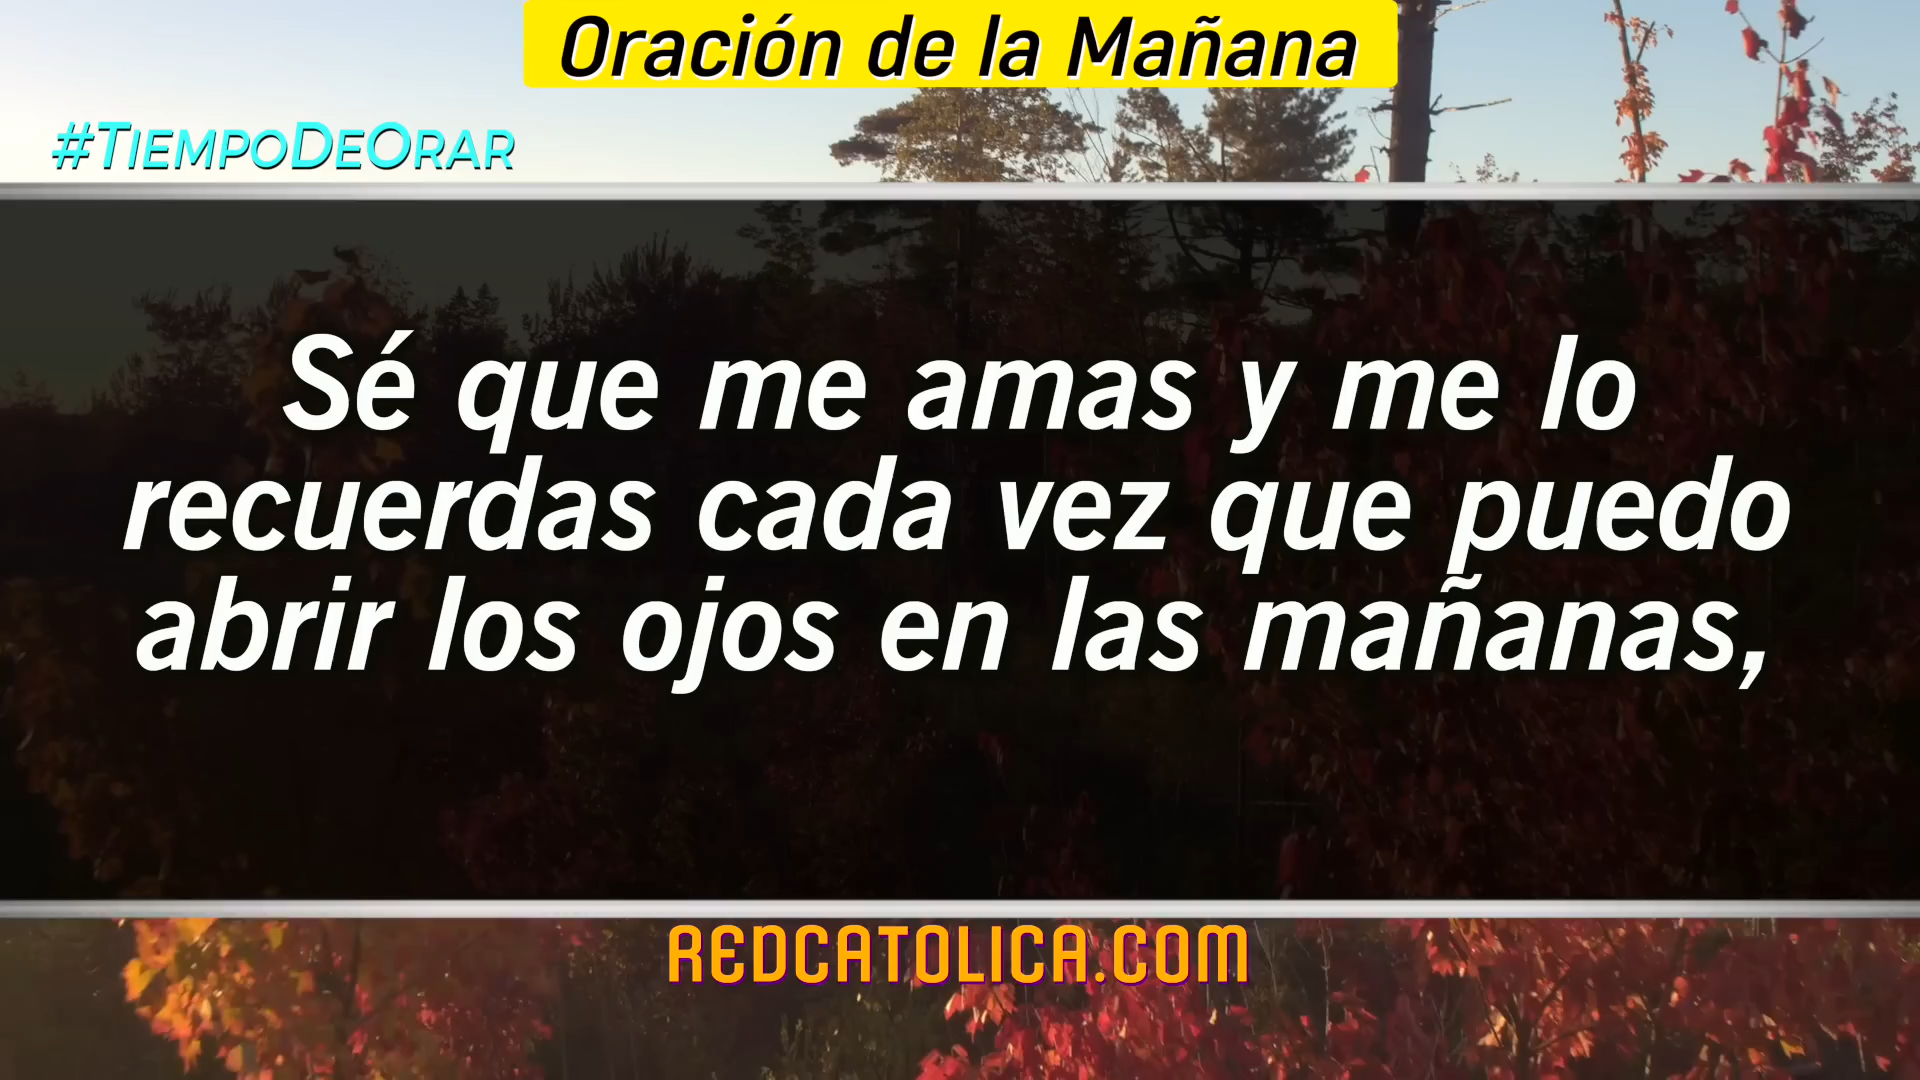 Oración de la Mañana
#TiempoDeOrar
Sé que me amas y me lo
recuerdas cada vez que puedo
abrir los ojos en las mañanas,
REDCATOLICA.COM